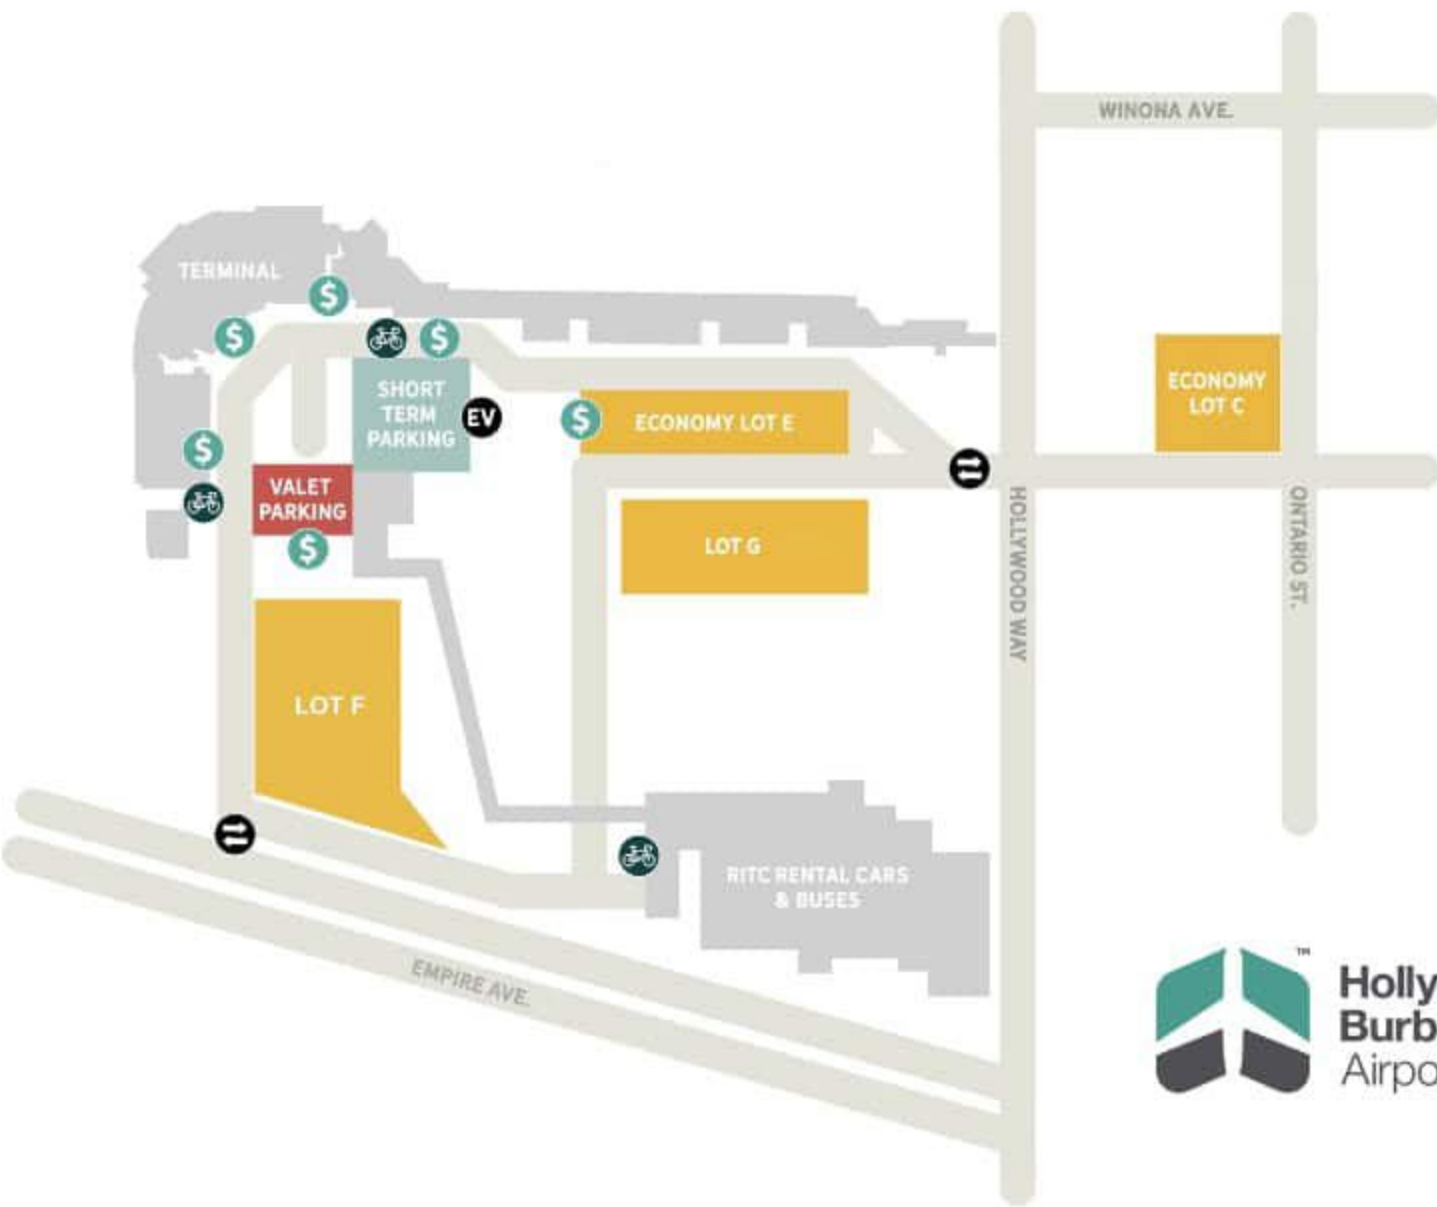 WINONA AVE.
TERMINAL
$
$
$
SHORT
TERM
PARKING
EV
$
ECONOMY LOT E
ECONOMY
LOT C
$
VALET
PARKING
$
LOT G
HOLLYWOOD WAY
ONTARIO ST.
LOT F
RITC RENTAL CARS
& BUSES
EMPIRE AVE.
TM
Holly
Burb
Airpo